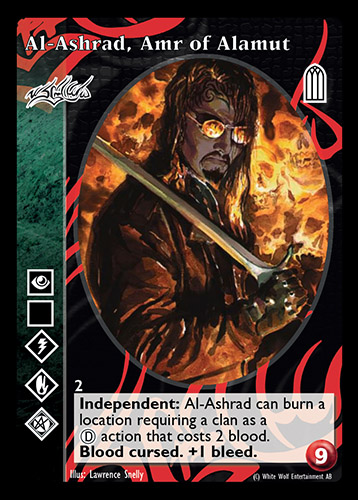 Al-Ashrad, Amr of Alamut
2
Independent: Al-Ashrad can burn a
location requiring a clan as a
Ⓓ action that costs 2 blood.
Blood cursed. +1 bleed.
9
Illus: Lawrence Snelly
(C) White Wolf Entertainment AB